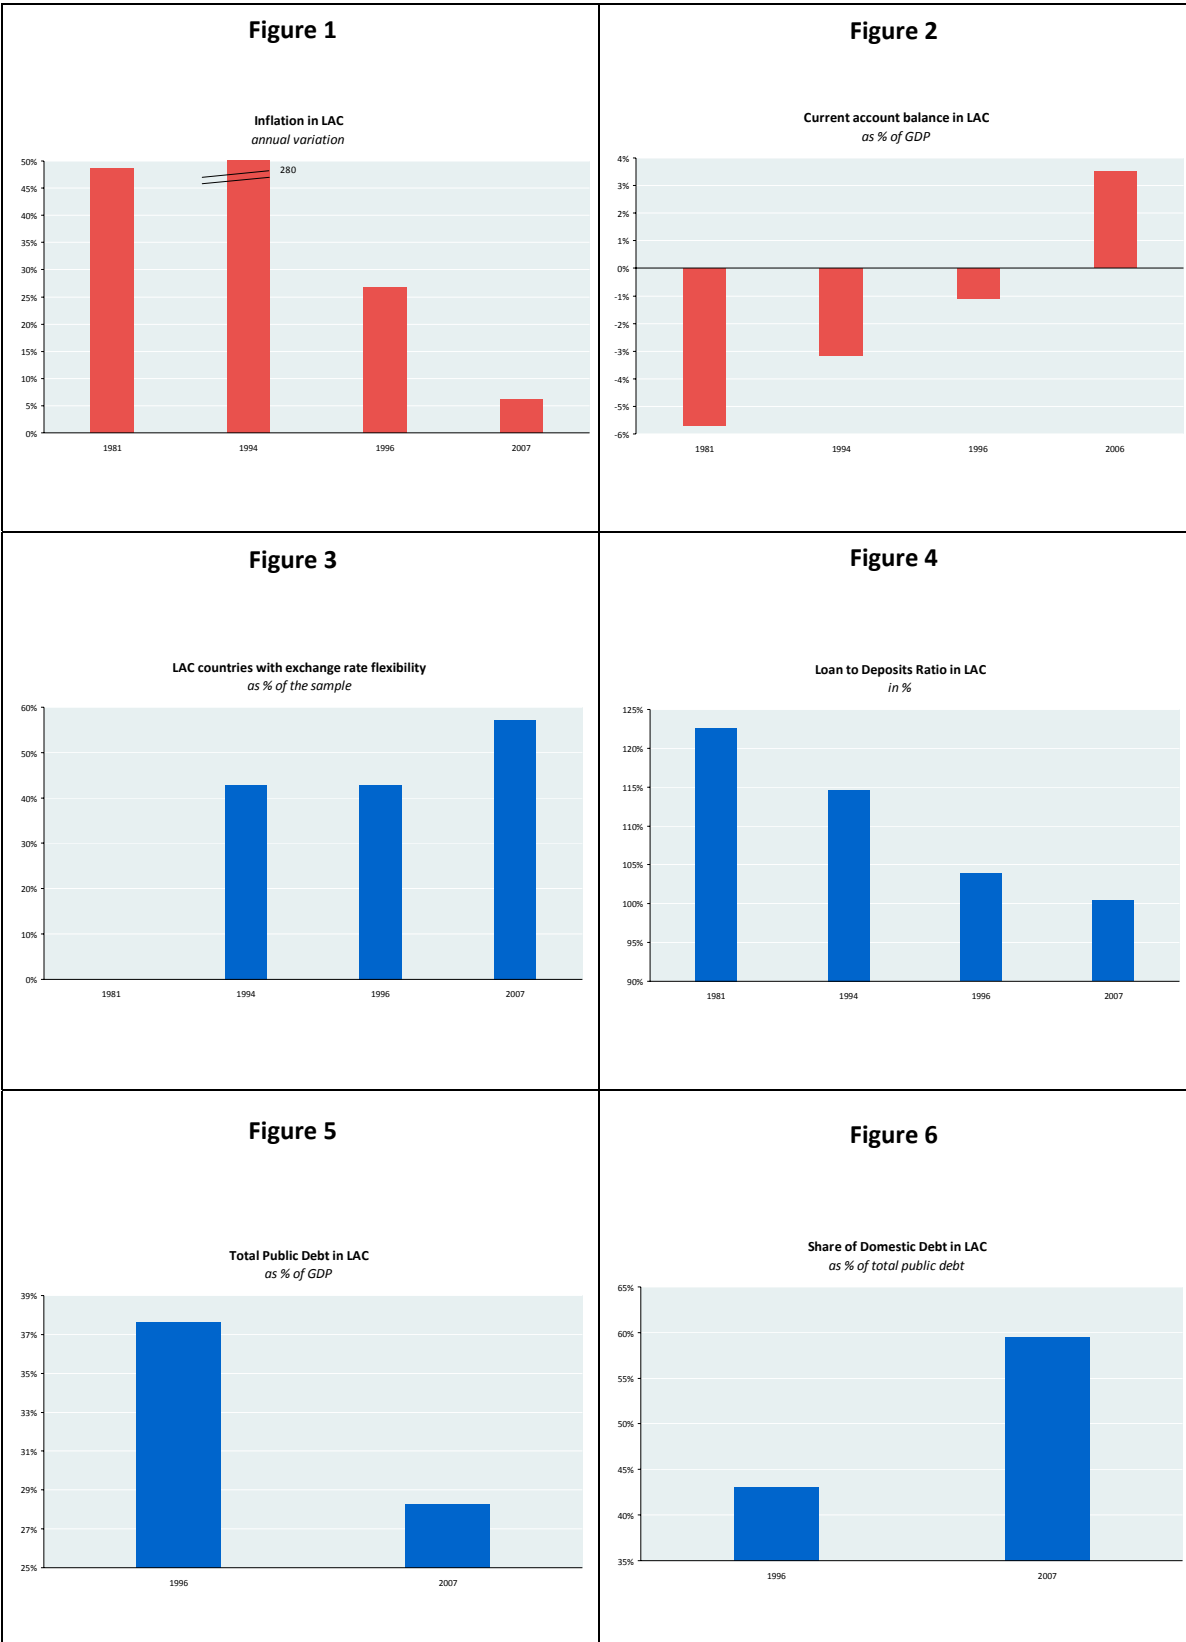 Figure 1
Inflation in LAC
annual variation
50%
45%
40%
35%
30%
25%
20%
15%
10%
5%
0%
280
1981 1994 1996 2007
Figure 2
Current account balance in LAC
as % of GDP
4%
3%
2%
1%
0%
-1%
-2%
-3%
-4%
-5%
-6%
1981 1994 1996 2006
Figure 3
LAC countries with exchange rate flexibility
as % of the sample
60%
50%
40%
30%
20%
10%
0%
1981 1994 1996 2007
Figure 4
Loan to Deposits Ratio in LAC
in %
125%
120%
115%
110%
105%
100%
95%
90%
1981 1994 1996 2007
Figure 5
Total Public Debt in LAC
as % of GDP
39%
37%
35%
33%
31%
29%
27%
25%
1996 2007
Figure 6
Share of Domestic Debt in LAC
as % of total public debt
65%
60%
55%
50%
45%
40%
35%
1996 2007